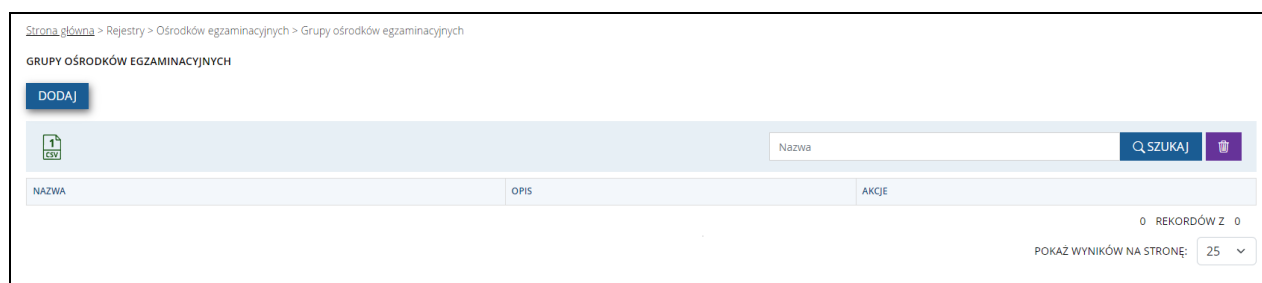 Strona główna > Rejestry > Ośrodków egzaminacyjnych > Grupy ośrodków egzaminacyjnych
GRUPY OŚRODKÓW EGZAMINACYJNYCH
DODAJ
1
CSV
Nazwa
SZUKAJ
NAZWA OPIS AKCJE
0 REKORDÓW Z 0
POKAŻ WYNIKÓW NA STRONĘ: 25